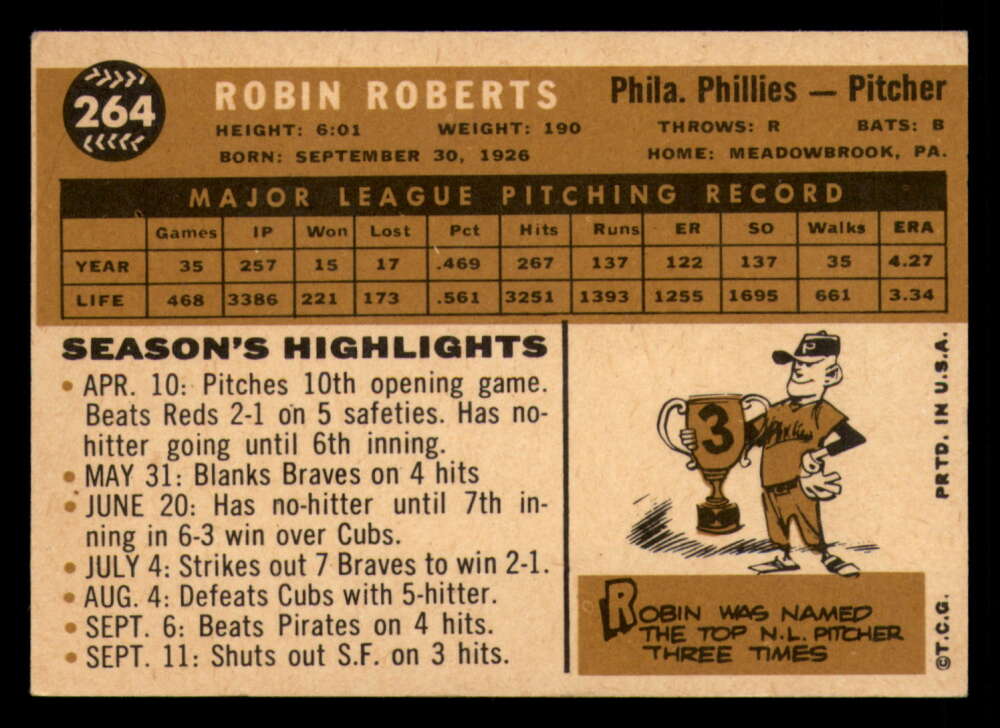 264
ROBIN ROBERTS
Phila. Phillies — Pitcher
HEIGHT: 6:01 WEIGHT: 190 THROWS: R BATS: B
BORN: SEPTEMBER 30, 1926 HOME: MEADOWBROOK, PA.
MAJOR LEAGUE PITCHING RECORD
Games IP Won Lost Pct Hits Runs ER SO Walks ERA
YEAR 35 257 15 17 .469 267 137 122 137 35 4.27
LIFE 468 3386 221 173 .561 3251 1393 1255 1695 661 3.34
SEASON'S HIGHLIGHTS
• APR. 10: Pitches 10th opening game.
Beats Reds 2-1 on 5 safeties. Has no-
hitter going until 6th inning.
• MAY 31: Blanks Braves on 4 hits
• JUNE 20: Has no-hitter until 7th in-
ning in 6-3 win over Cubs.
• JULY 4: Strikes out 7 Braves to win 2-1.
• AUG. 4: Defeats Cubs with 5-hitter.
• SEPT. 6: Beats Pirates on 4 hits.
• SEPT. 11: Shuts out S.F. on 3 hits.
P
3
Phillies
ROBIN WAS NAMED
THE TOP N.L. PITCHER
THREE TIMES
PRTD. IN U.S.A.
©T.C.G.